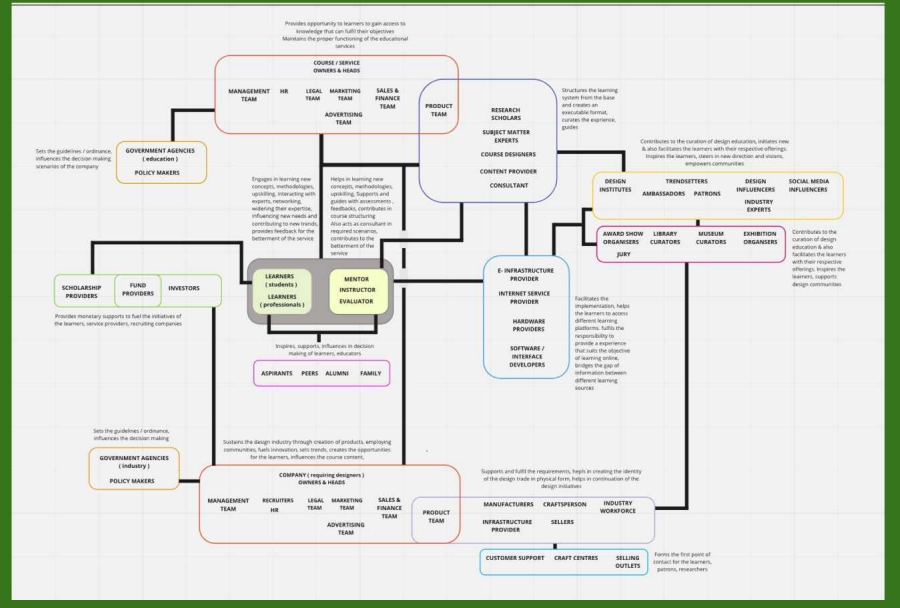 Provides opportunity to learners to gain access to
knowledge that can fulfil their objectives
Maintains the proper functioning of the educational
services
COURSE / SERVICE
OWNERS & HEADS
MANAGEMENT
TEAM
HR
LEGAL
TEAM
MARKETING
TEAM
SALES &
FINANCE
TEAM
ADVERTISING
TEAM
PRODUCT
TEAM
RESEARCH
SCHOLARS
SUBJECT MATTER
EXPERTS
COURSE DESIGNERS
CONTENT PROVIDER
CONSULTANT
Structures the learning
system from the base
and creates an
executable format,
curates the exprience,
guides
Sets the guidelines / ordinance,
influences the decision making
scenarios of the company
GOVERNMENT AGENCIES
( education )
POLICY MAKERS
Contributes to the curation of design education, initiates new
& also facilitates the learners with their respective offerings.
Inspires the learners, steers in new direction and visions,
empowers communities
DESIGN
INSTITUTES
TRENDSETTERS
AMBASSADORS
PATRONS
DESIGN
INFLUENCERS
SOCIAL MEDIA
INFLUENCERS
INDUSTRY
EXPERTS
AWARD SHOW
ORGANISERS
LIBRARY
CURATORS
MUSEUM
CURATORS
EXHIBITION
ORGANSERS
JURY
Contributes to the
curation of design
education & also
facilitates the learners
with their respective
offerings. Inspires the
learners, supports
design communities
Engages in learning new
concepts, methodologies,
upskilling, interacting with
experts, networking,
widering their expertise,
influencing new needs and
contributing to new trends,
provides feedback for the
betterment of the service
Helps in learning new
concepts, methodologies,
upskilling, Supports and
guides with assessments ,
feedbacks, contributes in
course structuring
Also acts as consultant in
required scenarios,
contributes to the
betterment of the
service
LEARNERS
( students )
LEARNERS
( professionals )
MENTOR
INSTRUCTOR
EVALUATOR
SCHOLARSHIP
PROVIDERS
FUND
PROVIDERS
INVESTORS
Provides monetary supports to fuel the initiatives of
the learners, service providers, recruiting companies
E- INFRASTRUCTURE
PROVIDER
INTERNET SERVICE
PROVIDER
HARDWARE
PROVIDERS
SOFTWARE /
INTERFACE
DEVELOPERS
Facilitates the
implementation, helps
the learners to access
different learning
platforms. fulfils the
responsibility to
provide a experience
that suits the objective
of learning online,
bridges the gap of
information between
different learning
sources
Inspires, supports, influences in decision
making of learners, educators
ASPIRANTS
PEERS
ALUMNI
FAMILY
Sets the guidelines / ordinance,
influences the decision making
GOVERNMENT AGENCIES
( industry )
POLICY MAKERS
Sustains the design industry through creation of products, employing
communities, fuels innovation, sets trends, creates the opportunities
for the learners, influences the course content,
COMPANY ( requiring designers )
OWNERS & HEADS
MANAGEMENT
TEAM
RECRUITERS
HR
LEGAL
TEAM
MARKETING
TEAM
SALES &
FINANCE
TEAM
ADVERTISING
TEAM
PRODUCT
TEAM
Supports and fulfil the requirements, hepls in creating the identity
of the design trade in physical form, helps in continuation of the
design initiatives
MANUFACTURERS
CRAFTSPERSON
INDUSTRY
WORKFORCE
INFRASTRUCTURE
PROVIDER
SELLERS
CUSTOMER SUPPORT
CRAFT CENTRES
SELLING
OUTLETS
Forms the first point of
contact for the learners,
patrons, researchers